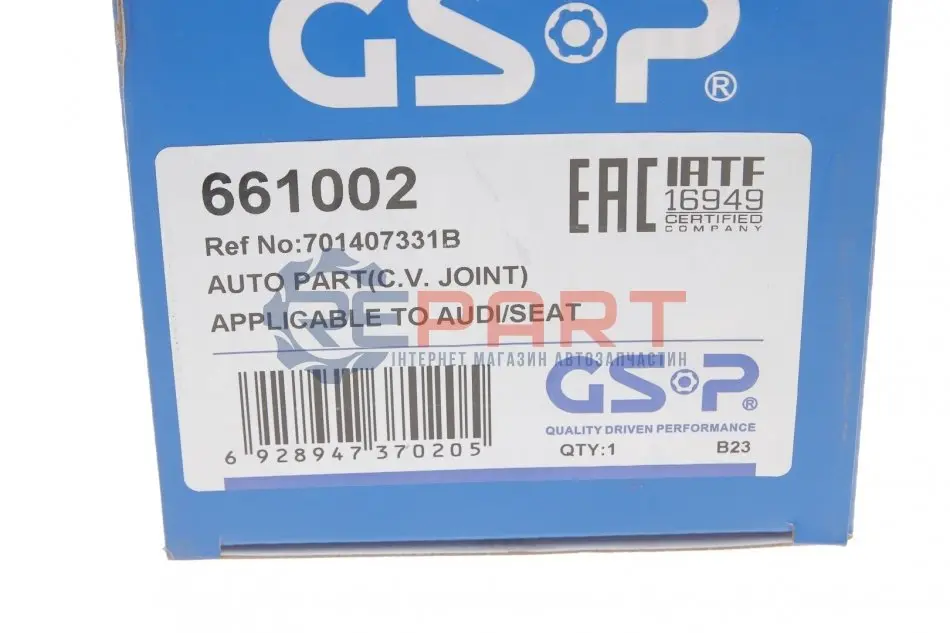 GSP®
661002
EAC IATF
16949
CERTIFIED
COMPANY
Ref No:701407331B
AUTO PART(C.V. JOINT)
APPLICABLE TO AUDI/SEAT
REPART
ІНТЕРНЕТ МАГАЗИН АВТОЗАПЧАСТИН
GSP®
QUALITY DRIVEN PERFORMANCE
6 928947 370205
QTY:1 B23